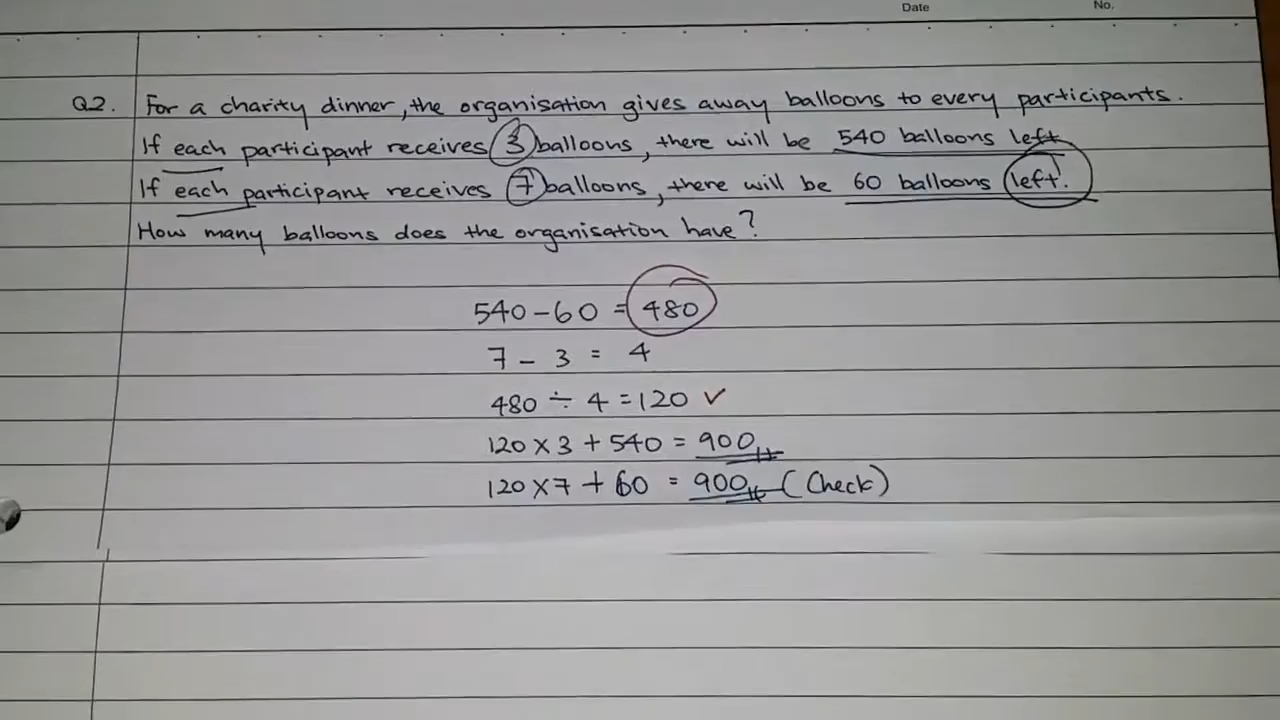 Date No.
Q2. For a charity dinner, the organisation gives away balloons to every participants.
If each participant receives 3 balloons, there will be 540 balloons left
If each participant receives 7 balloons, there will be 60 balloons left.
How many balloons does the organisation have?
540 - 60 = 480
7 - 3 = 4
480 ÷ 4 = 120 ✓
120 × 3 + 540 = 900
120 × 7 + 60 = 900 (Check)